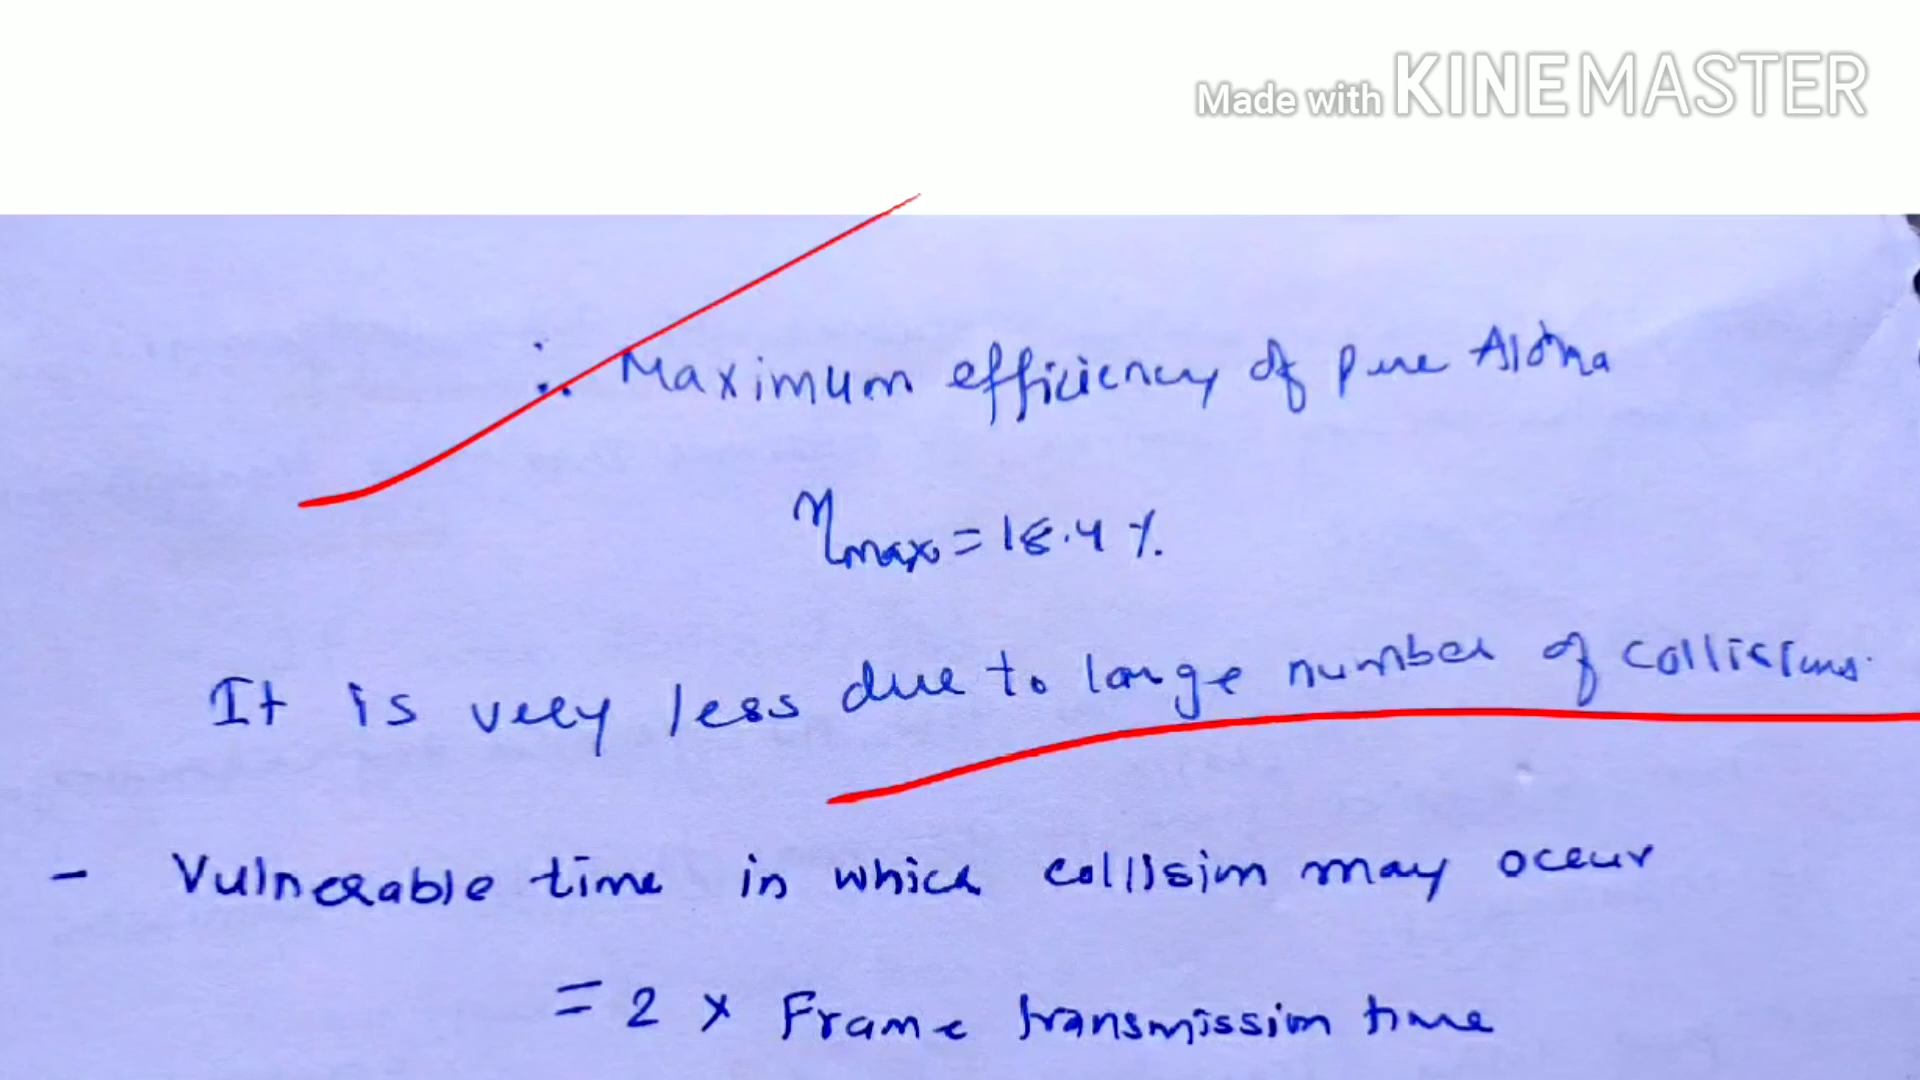 Made with KINEMASTER
∴ Maximum efficiency of pure Aloha
ηmax = 18.4 %.
It is very less due to large number of collisions.
- Vulnerable time in which collision may occur
= 2 × Frame transmission time